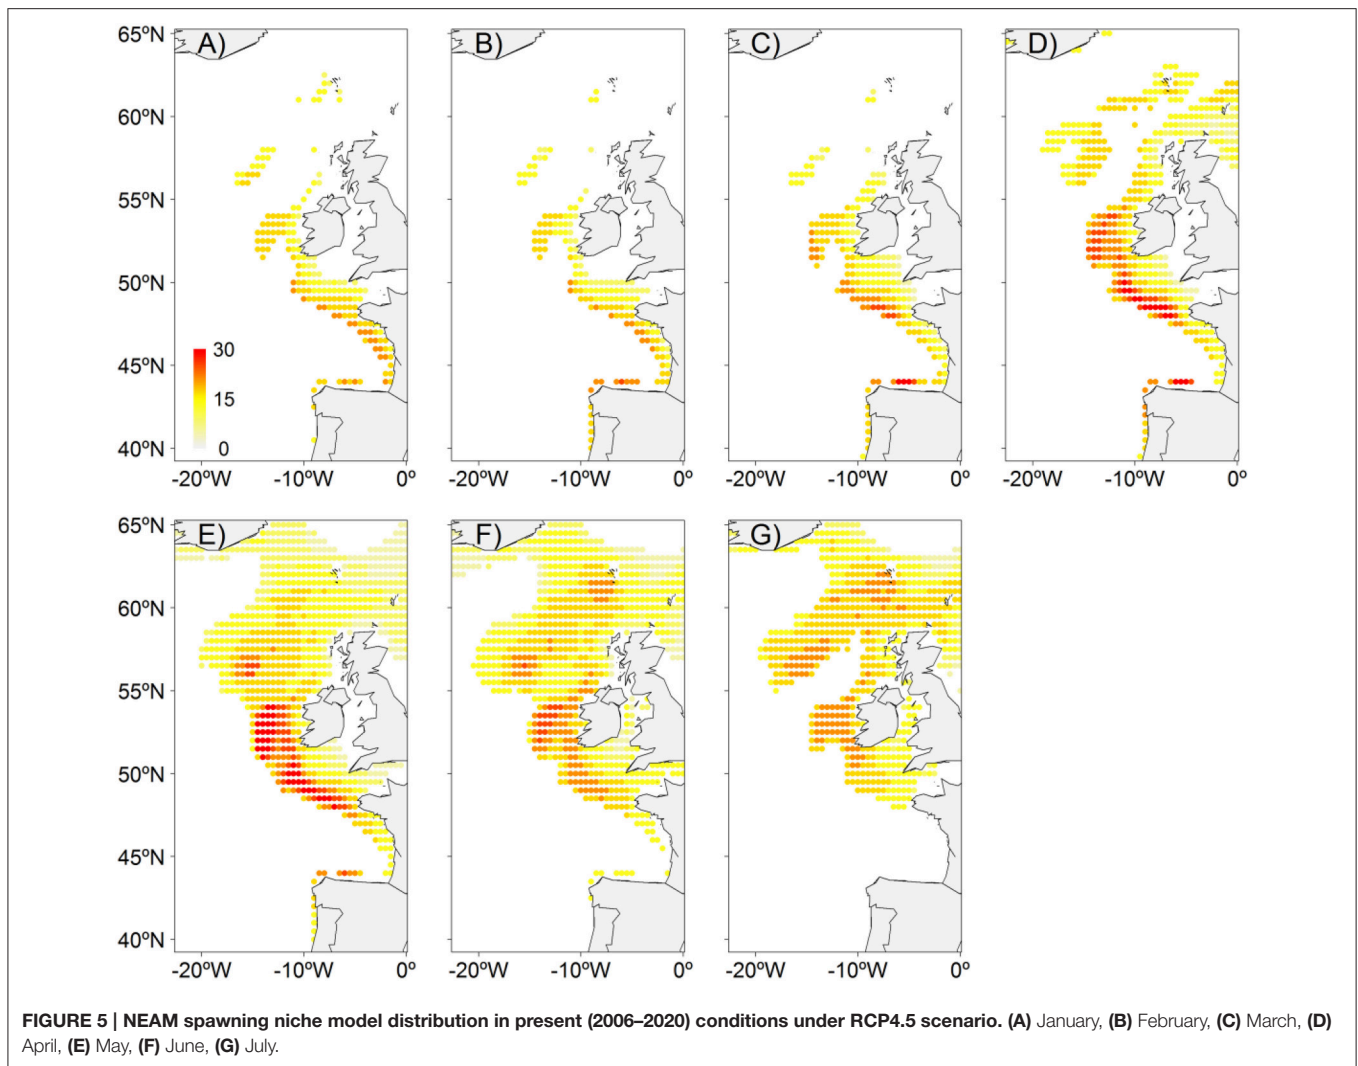 A)
B)
C)
D)
65ºN
60ºN
55ºN
50ºN
45ºN
40ºN
30
15
0
-20ºW -10ºW 0º
-20ºW -10ºW 0º
-20ºW -10ºW 0º
-20ºW -10ºW 0º
E)
F)
G)
65ºN
60ºN
55ºN
50ºN
45ºN
40ºN
-20ºW -10ºW 0º
-20ºW -10ºW 0º
-20ºW -10ºW 0º
FIGURE 5 | NEAM spawning niche model distribution in present (2006–2020) conditions under RCP4.5 scenario. (A) January, (B) February, (C) March, (D)
April, (E) May, (F) June, (G) July.